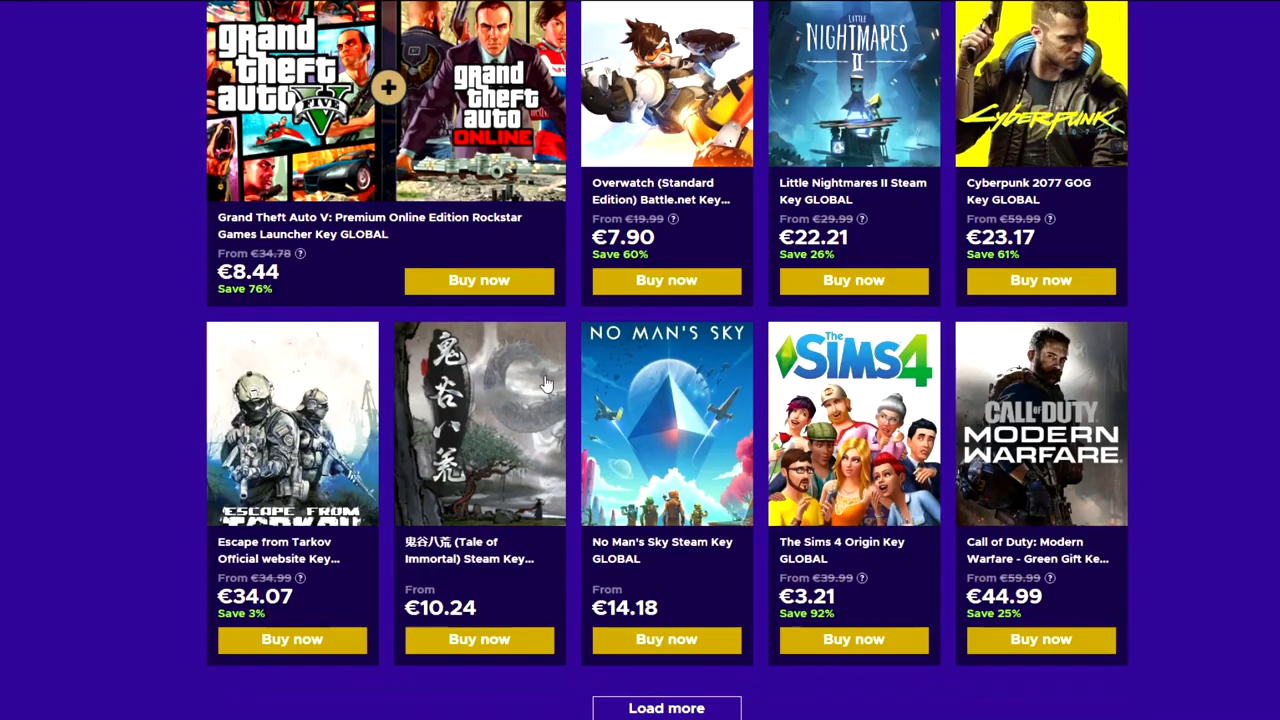 grand
theft
auto
FIVE
+
grand
theft
auto
ONLINE
Grand Theft Auto V: Premium Online Edition Rockstar
Games Launcher Key GLOBAL
From €34.78 ?
€8.44
Save 76%
Buy now
Overwatch (Standard
Edition) Battle.net Key...
From €19.99 ?
€7.90
Save 60%
Buy now
LITTLE
NIGHTMARES
II
Little Nightmares II Steam
Key GLOBAL
From €29.99 ?
€22.21
Save 26%
Buy now
Cyberpunk
Cyberpunk 2077 GOG
Key GLOBAL
From €59.99 ?
€23.17
Save 61%
Buy now
ESCAPE FROM
TARKOV
Escape from Tarkov
Official website Key...
From €34.99 ?
€34.07
Save 3%
Buy now
鬼谷八荒
鬼谷八荒 (Tale of
Immortal) Steam Key...
From
€10.24
Buy now
NO MAN'S SKY
No Man's Sky Steam Key
GLOBAL
From
€14.18
Buy now
The
SIMS 4
The Sims 4 Origin Key
GLOBAL
From €39.99 ?
€3.21
Save 92%
Buy now
CALL OF DUTY
MODERN
WARFARE
Call of Duty: Modern
Warfare - Green Gift Ke...
From €59.99 ?
€44.99
Save 25%
Buy now
Load more